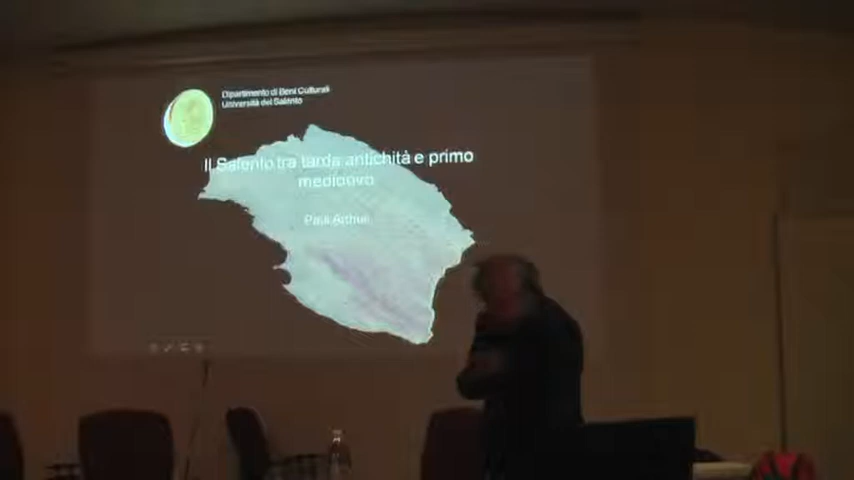 Dipartimento di Beni Culturali
Università del Salento
Il Salento tra tarda antichità e primo
medioevo
Paul Arthur